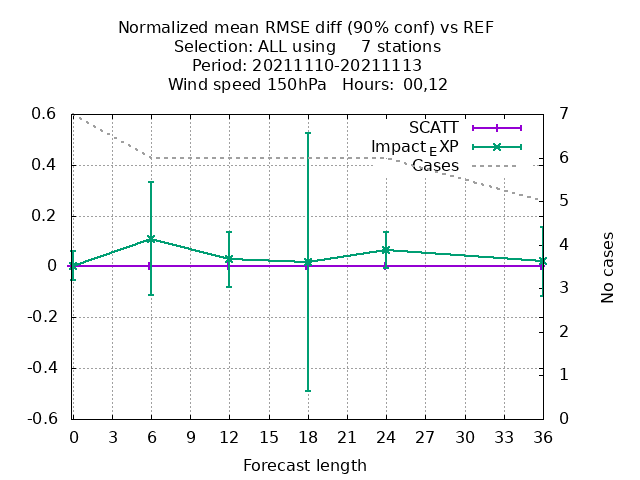 Normalized mean RMSE diff (90% conf) vs REF
Selection: ALL using 7 stations
Period: 20211110-20211113
Wind speed 150hPa Hours: 00,12
SCATT
Impact_EXP
Cases
0.6
0.4
0.2
0
-0.2
-0.4
-0.6
7
6
5
4
3
2
1
0
No cases
0 3 6 9 12 15 18 21 24 27 30 33 36
Forecast length